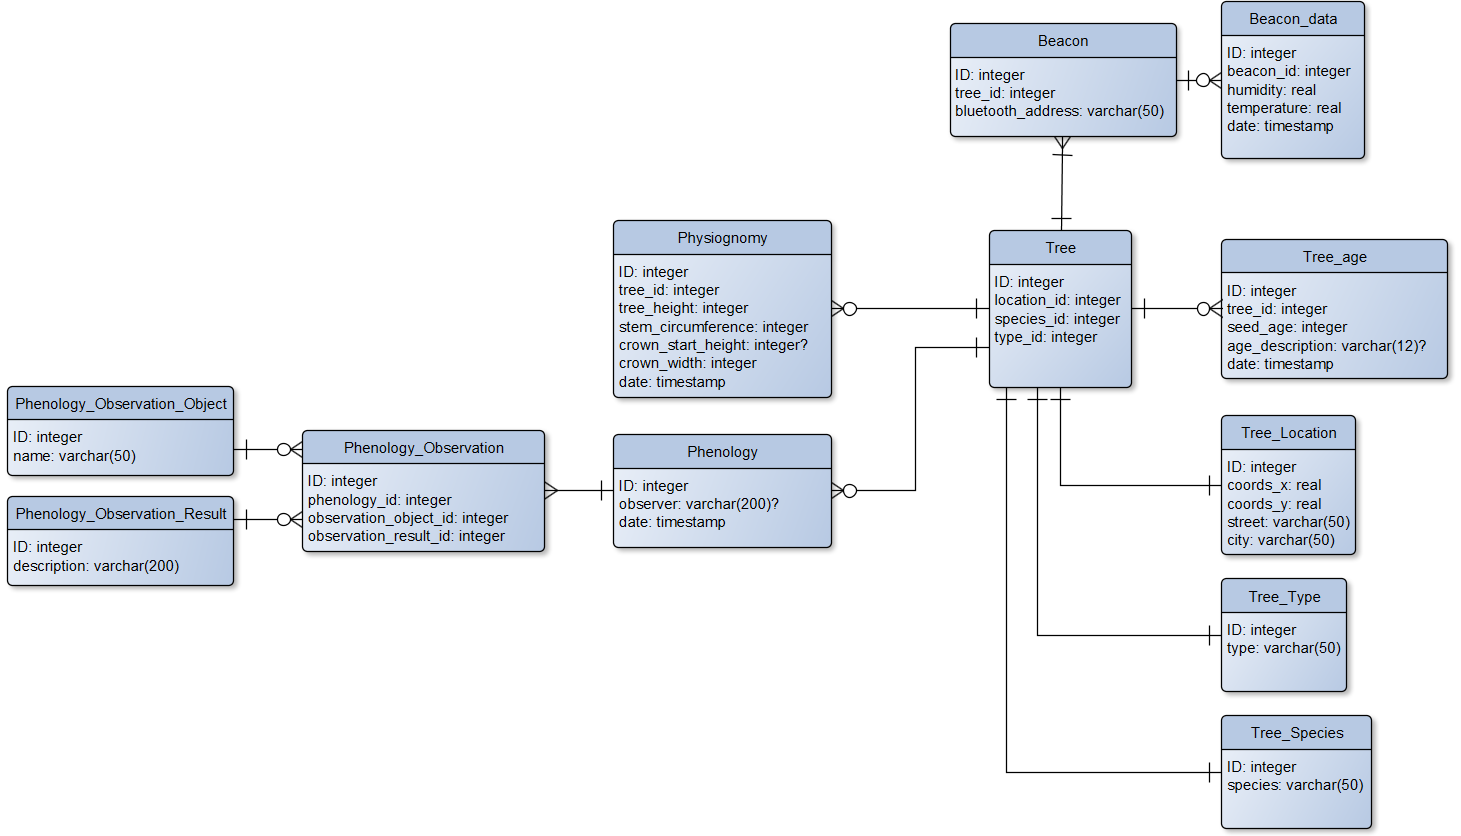 Beacon_data
ID: integer
beacon_id: integer
humidity: real
temperature: real
date: timestamp
Beacon
ID: integer
tree_id: integer
bluetooth_address: varchar(50)
Physiognomy
ID: integer
tree_id: integer
tree_height: integer
stem_circumference: integer
crown_start_height: integer?
crown_width: integer
date: timestamp
Tree
ID: integer
location_id: integer
species_id: integer
type_id: integer
Tree_age
ID: integer
tree_id: integer
seed_age: integer
age_description: varchar(12)?
date: timestamp
Phenology_Observation_Object
ID: integer
name: varchar(50)
Phenology_Observation_Result
ID: integer
description: varchar(200)
Phenology_Observation
ID: integer
phenology_id: integer
observation_object_id: integer
observation_result_id: integer
Phenology
ID: integer
observer: varchar(200)?
date: timestamp
Tree_Location
ID: integer
coords_x: real
coords_y: real
street: varchar(50)
city: varchar(50)
Tree_Type
ID: integer
type: varchar(50)
Tree_Species
ID: integer
species: varchar(50)